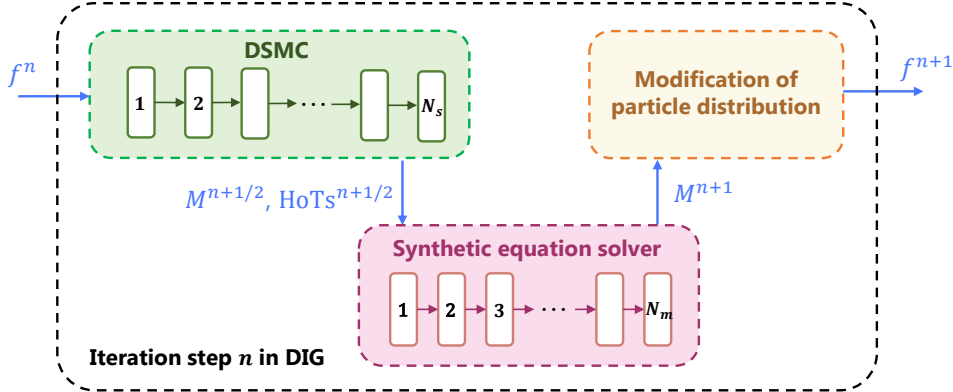 DSMC
f^n
1 2 ··· N_s
Modification of
particle distribution
f^{n+1}
M^{n+1/2}, HoTs^{n+1/2}
M^{n+1}
Synthetic equation solver
1 2 3 ··· N_m
Iteration step n in DIG